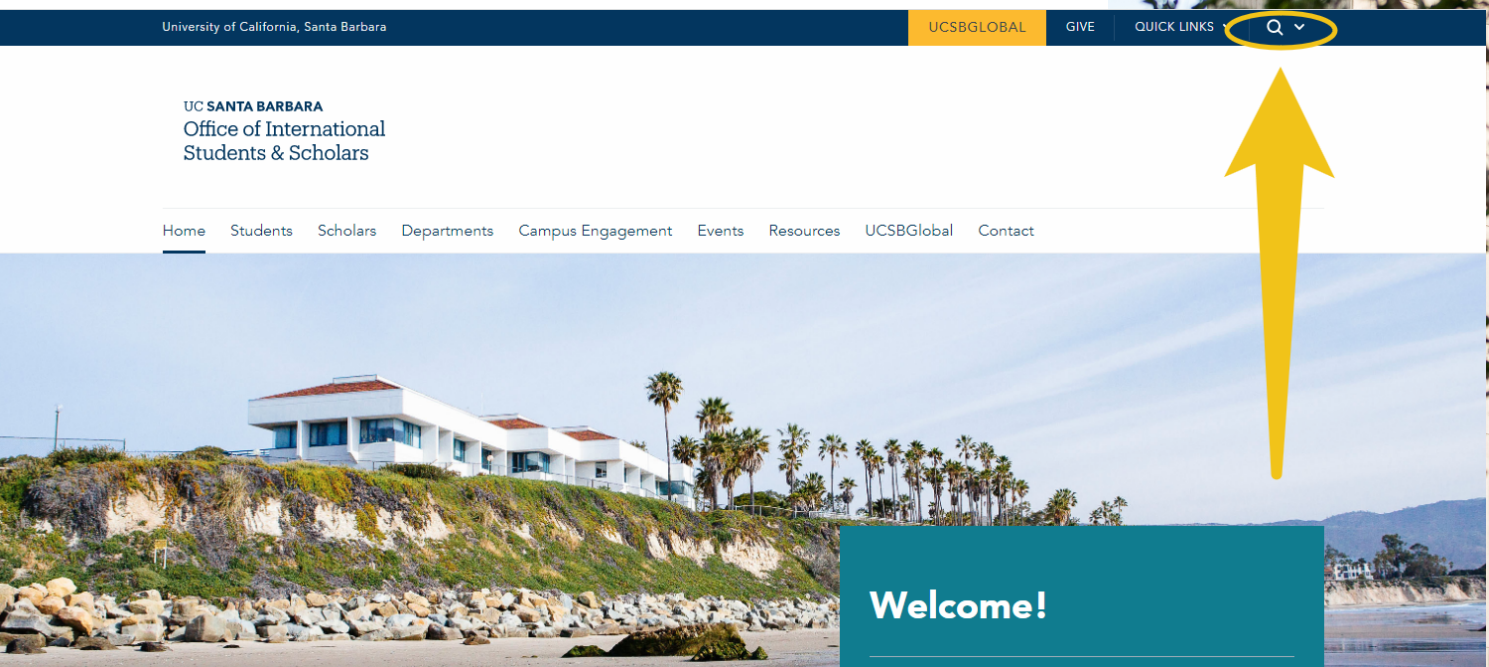 University of California, Santa Barbara
UCSBGLOBAL GIVE QUICK LINKS
UC SANTA BARBARA
Office of International
Students & Scholars
Home Students Scholars Departments Campus Engagement Events Resources UCSBGlobal Contact
Welcome!